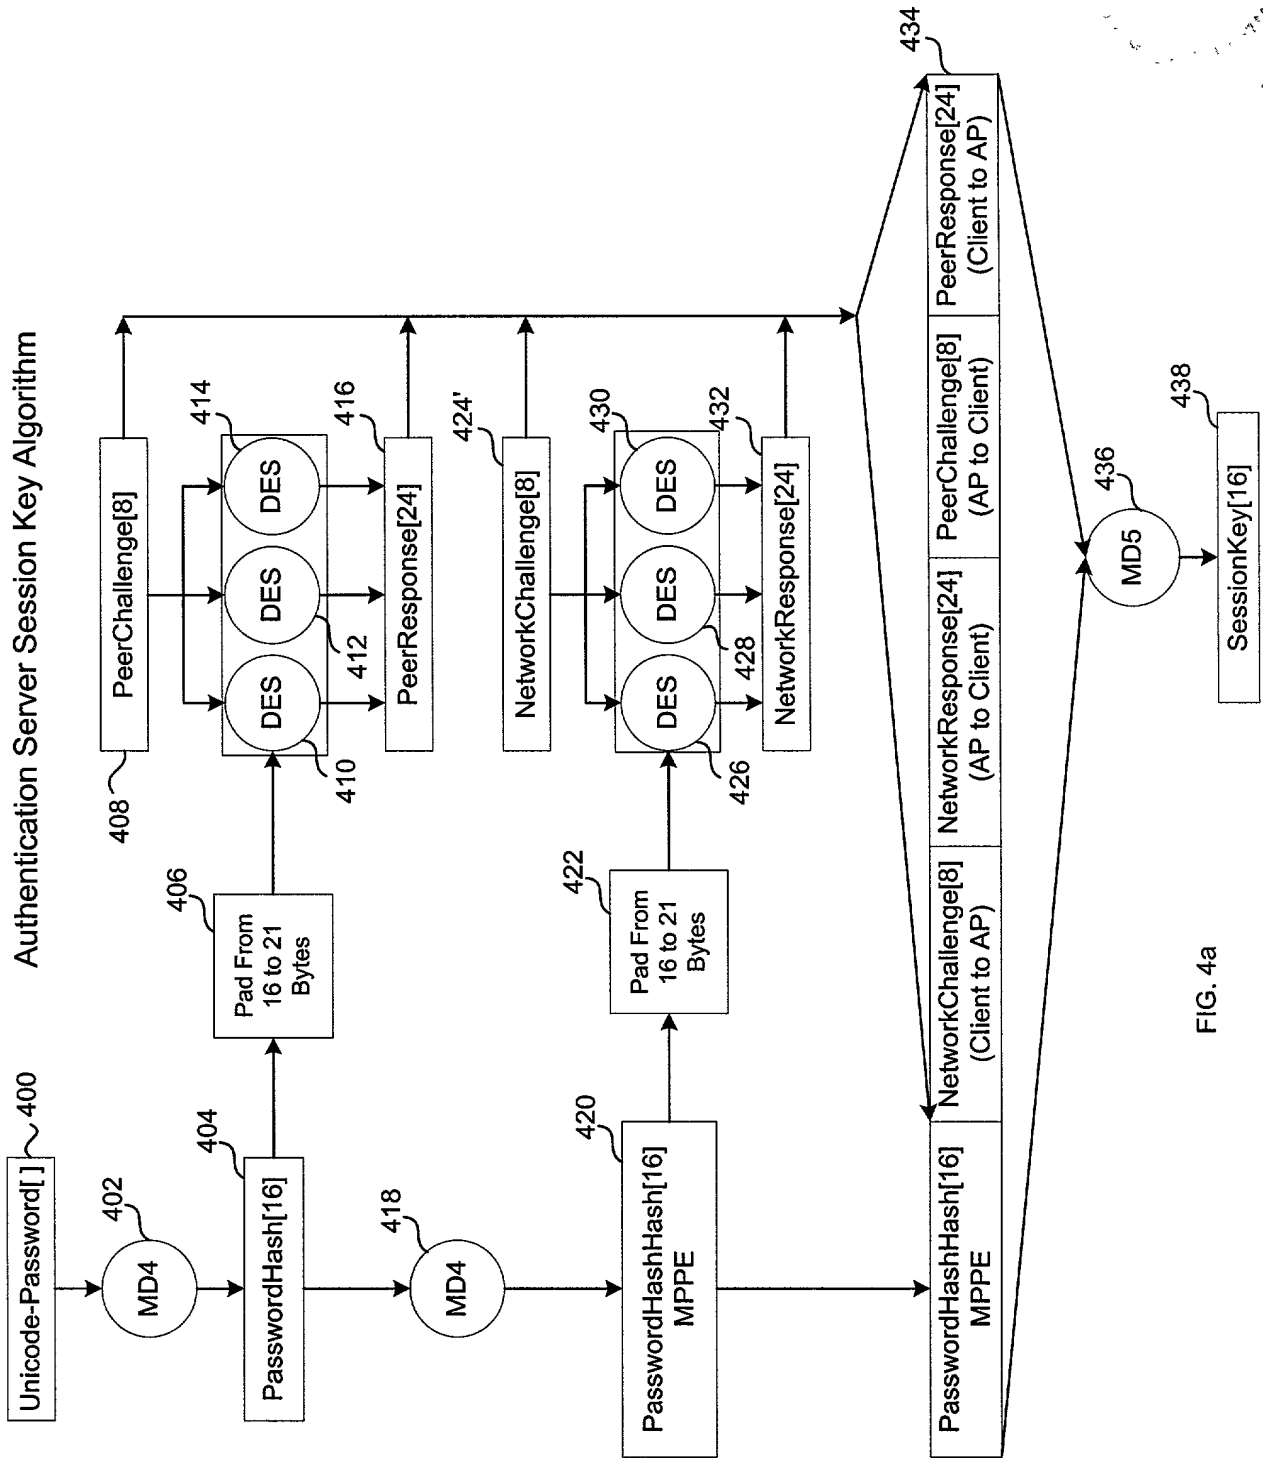 Authentication Server Session Key Algorithm
Unicode-Password[ ]
400
MD4
402
PasswordHash[16]
404
Pad From
16 to 21
Bytes
406
PeerChallenge[8]
408
DES
DES
DES
410
412
414
PeerResponse[24]
416
MD4
418
PasswordHashHash[16]
MPPE
420
Pad From
16 to 21
Bytes
422
NetworkChallenge[8]
424'
DES
DES
DES
426
428
430
NetworkResponse[24]
432
PasswordHashHash[16]
MPPE
NetworkChallenge[8]
(Client to AP)
NetworkResponse[24]
(AP to Client)
PeerChallenge[8]
(AP to Client)
PeerResponse[24]
(Client to AP)
434
MD5
436
SessionKey[16]
438
FIG. 4a